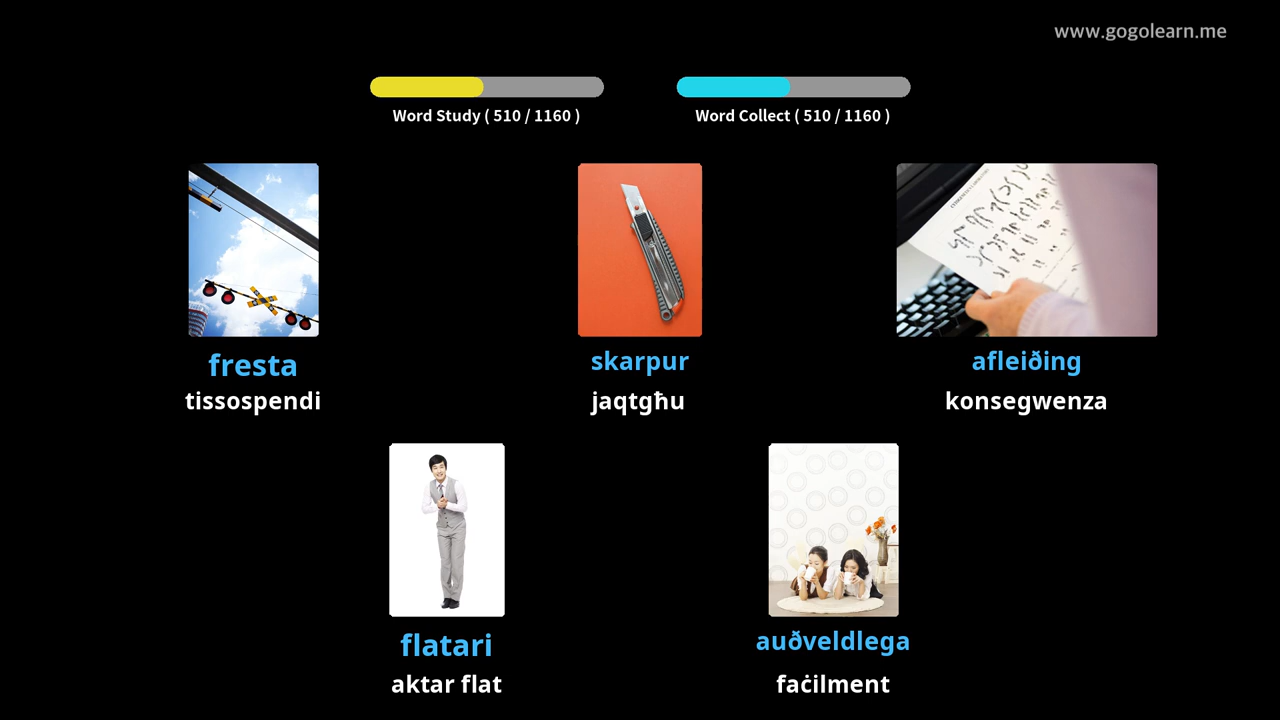 www.gogolearn.me
Word Study ( 510 / 1160 )
Word Collect ( 510 / 1160 )
fresta
tissospendi
skarpur
jaqtgħu
afleiðing
konsegwenza
flatari
aktar flat
auðveldlega
faċilment